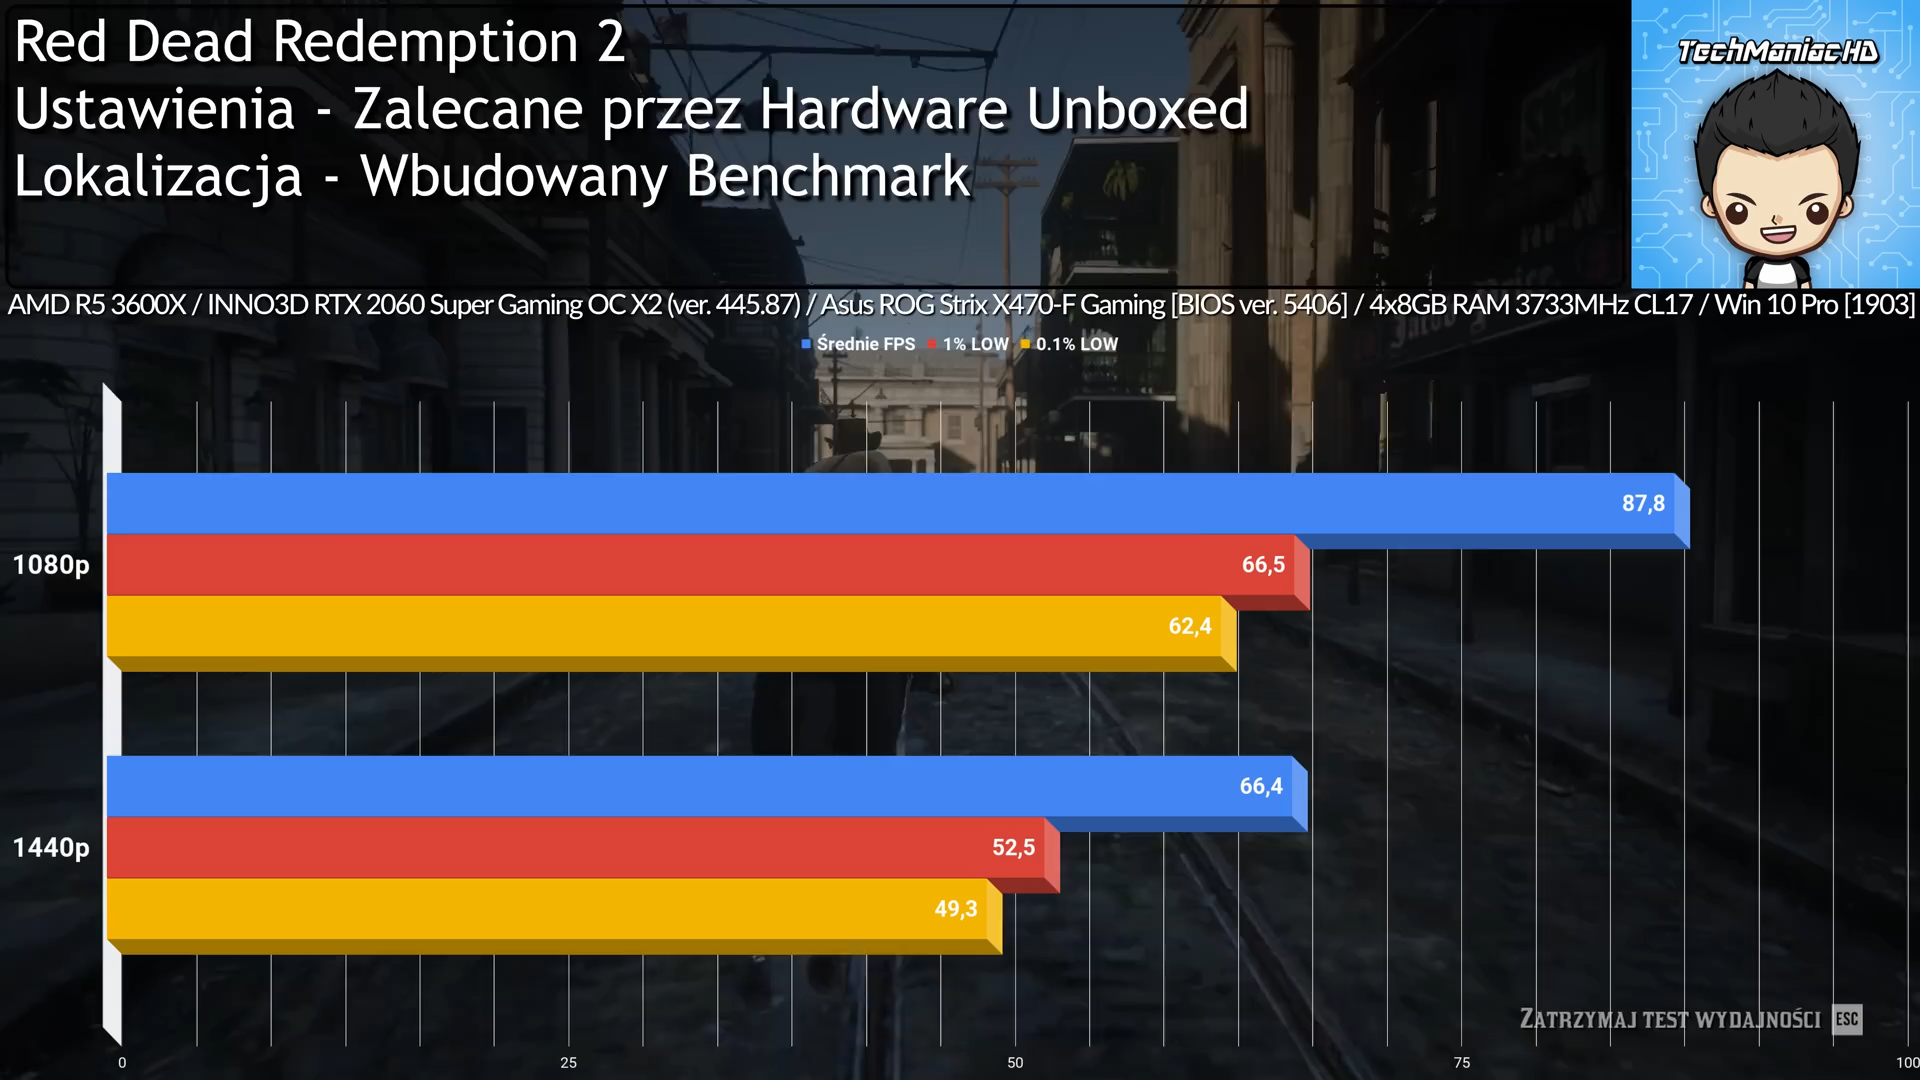 Red Dead Redemption 2
Ustawienia - Zalecane przez Hardware Unboxed
Lokalizacja - Wbudowany Benchmark
TechManiacHD
AMD R5 3600X / INNO3D RTX 2060 Super Gaming OC X2 (ver. 445.87) / Asus ROG Strix X470-F Gaming [BIOS ver. 5406] / 4x8GB RAM 3733MHz CL17 / Win 10 Pro [1903]
Średnie FPS 1% LOW 0.1% LOW
87,8
1080p 66,5
62,4
66,4
1440p 52,5
49,3
ZATRZYMAJ TEST WYDAJNOŚCI ESC
0 25 50 75 100